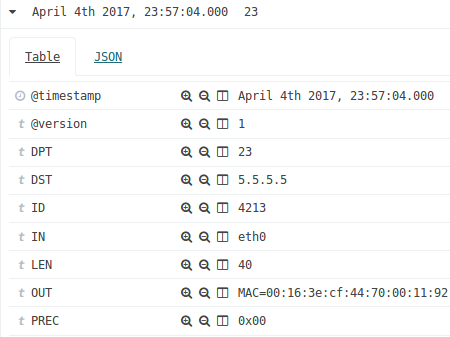 April 4th 2017, 23:57:04.000 23
Table JSON
@timestamp April 4th 2017, 23:57:04.000
t @version 1
t DPT 23
t DST 5.5.5.5
t ID 4213
t IN eth0
t LEN 40
t OUT MAC=00:16:3e:cf:44:70:00:11:92
t PREC 0x00